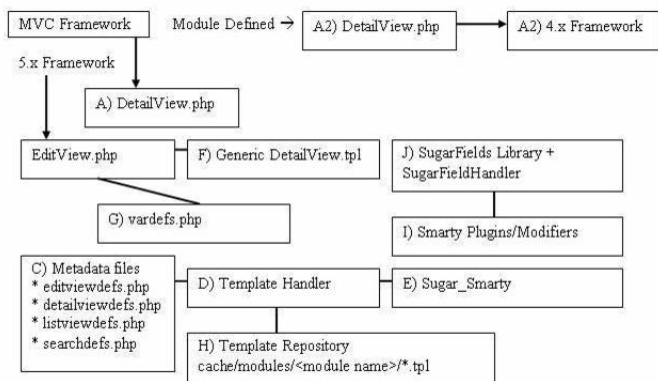 MVC Framework
Module Defined →
A2) DetailView.php
A2) 4.x Framework
5.x Framework
A) DetailView.php
EditView.php
F) Generic DetailView.tpl
J) SugarFields Library +
SugarFieldHandler
G) vardefs.php
I) Smarty Plugins/Modifiers
C) Metadata files
* editviewdefs.php
* detailviewdefs.php
* listviewdefs.php
* searchdefs.php
D) Template Handler
E) Sugar_Smarty
H) Template Repository
cache/modules/<module name>/*.tpl